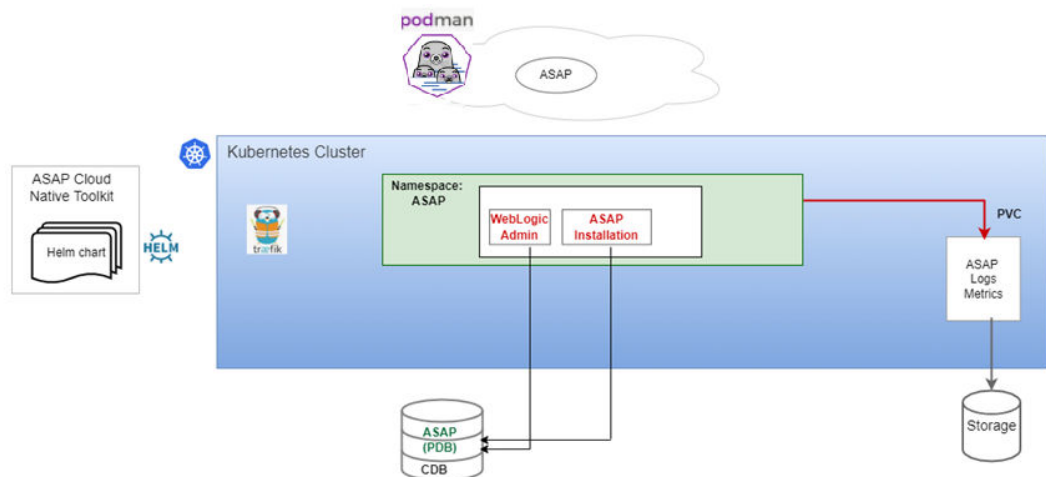 podman
ASAP
Kubernetes Cluster
ASAP Cloud
Native Toolkit
Helm chart
HELM
træfik
Namespace:
ASAP
WebLogic
Admin
ASAP
Installation
PVC
ASAP
Logs
Metrics
ASAP
(PDB)
CDB
Storage